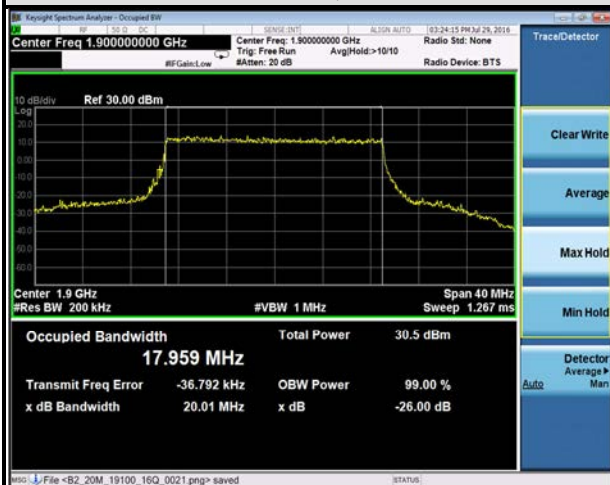 Keysight Spectrum Analyzer - Occupied BW
RF 50 Ω DC SENSE:INT ALIGN AUTO 03:24:15 PM Jul 29, 2016
Center Freq 1.900000000 GHz
Center Freq: 1.900000000 GHz
Radio Std: None
Trace/Detector
Trig: Free Run Avg|Hold:>10/10
#IFGain:Low
#Atten: 20 dB
Radio Device: BTS
10 dB/div Ref 30.00 dBm
Log
20.0
10.0
0.00
-10.0
-20.0
-30.0
-40.0
-50.0
-60.0
Clear Write
Average
Max Hold
Min Hold
Detector
Average
Auto Man
Center 1.9 GHz Span 40 MHz
#Res BW 200 kHz #VBW 1 MHz Sweep 1.267 ms
Occupied Bandwidth Total Power 30.5 dBm
17.959 MHz
Transmit Freq Error -36.792 kHz OBW Power 99.00 %
x dB Bandwidth 20.01 MHz x dB -26.00 dB
MSG File <B2_20M_19100_16Q_0021.png> saved STATUS